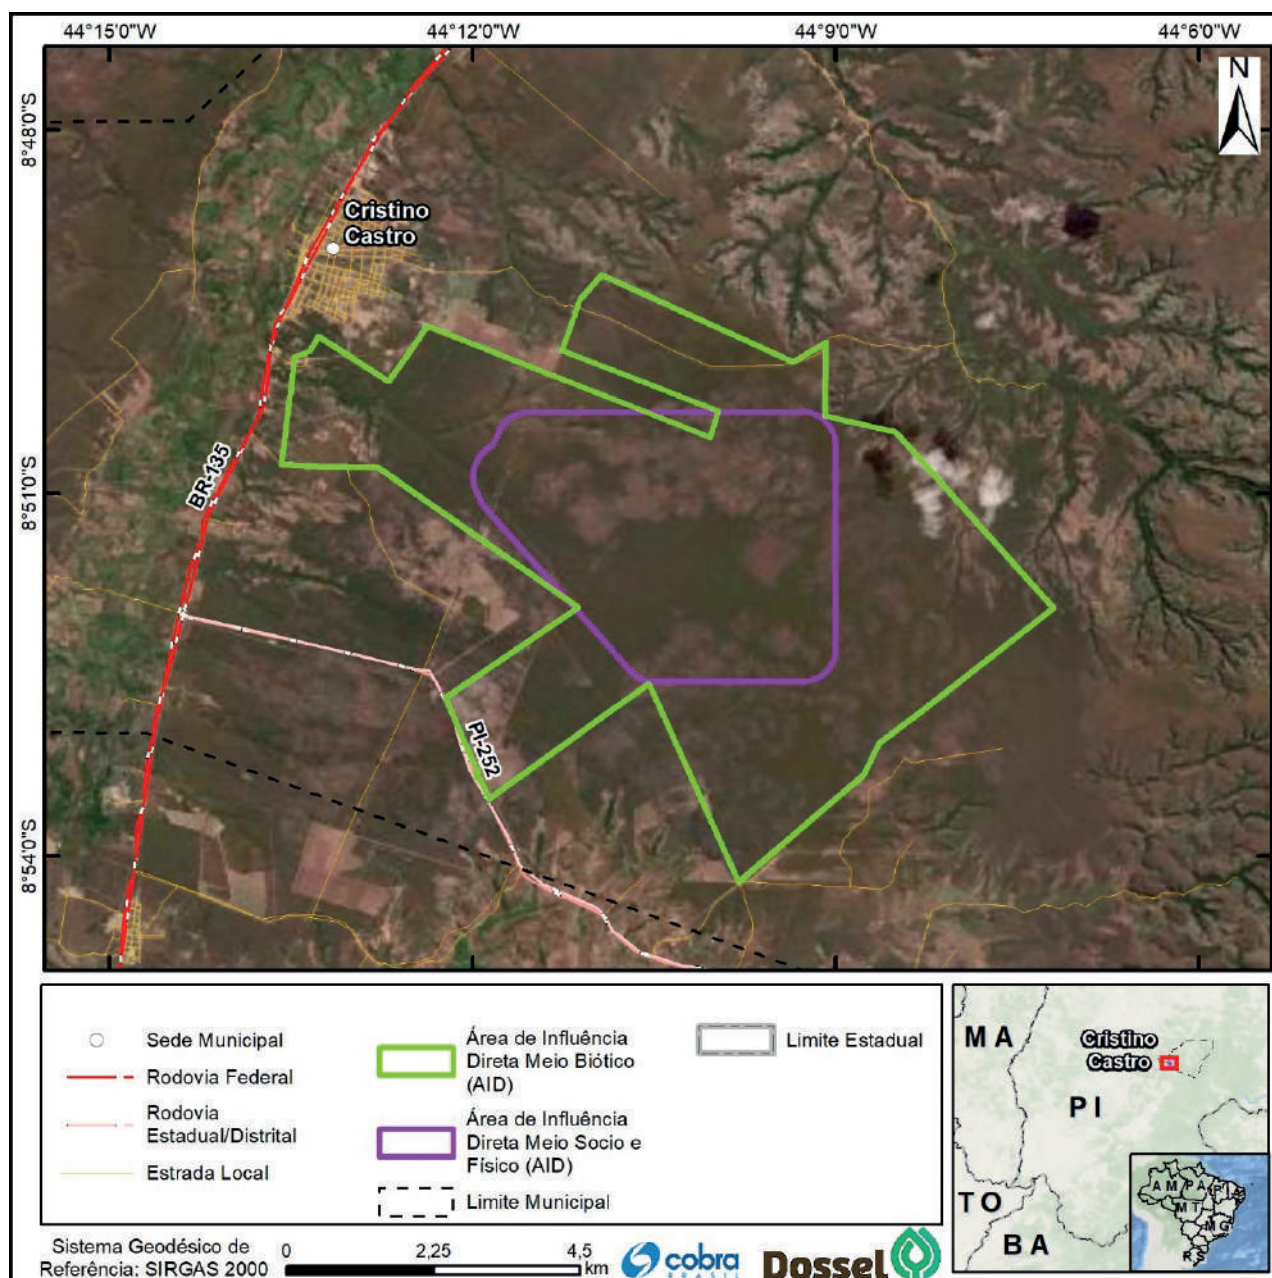 44°15'0"W
44°12'0"W
44°9'0"W
44°6'0"W
8°48'0"S
8°51'0"S
8°54'0"S
N
Cristino
Castro
BR-135
PI-252
Sede Municipal
Rodovia Federal
Rodovia
Estadual/Distrital
Estrada Local
Área de Influência
Direta Meio Biótico
(AID)
Área de Influência
Direta Meio Socio e
Físico (AID)
Limite Municipal
Limite Estadual
MA
Cristino
Castro
PI
TO
BA
AM
PA
MT
MG
RS
Sistema Geodésico de
Referência: SIRGAS 2000
0 2,25 4,5
km
cobra
BRASIL
Dossel